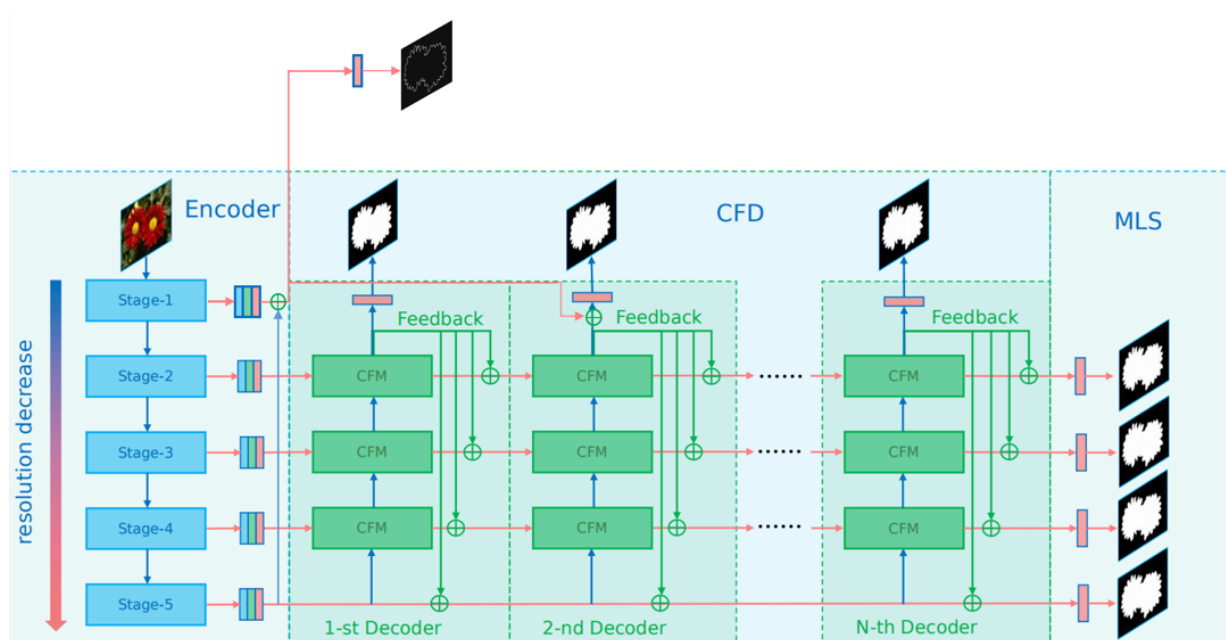 Encoder
CFD
MLS
resolution decrease
Stage-1
Feedback
Feedback
Feedback
Stage-2
CFM
CFM
......
CFM
Stage-3
CFM
CFM
......
CFM
Stage-4
CFM
CFM
......
CFM
Stage-5
1-st Decoder
2-nd Decoder
N-th Decoder